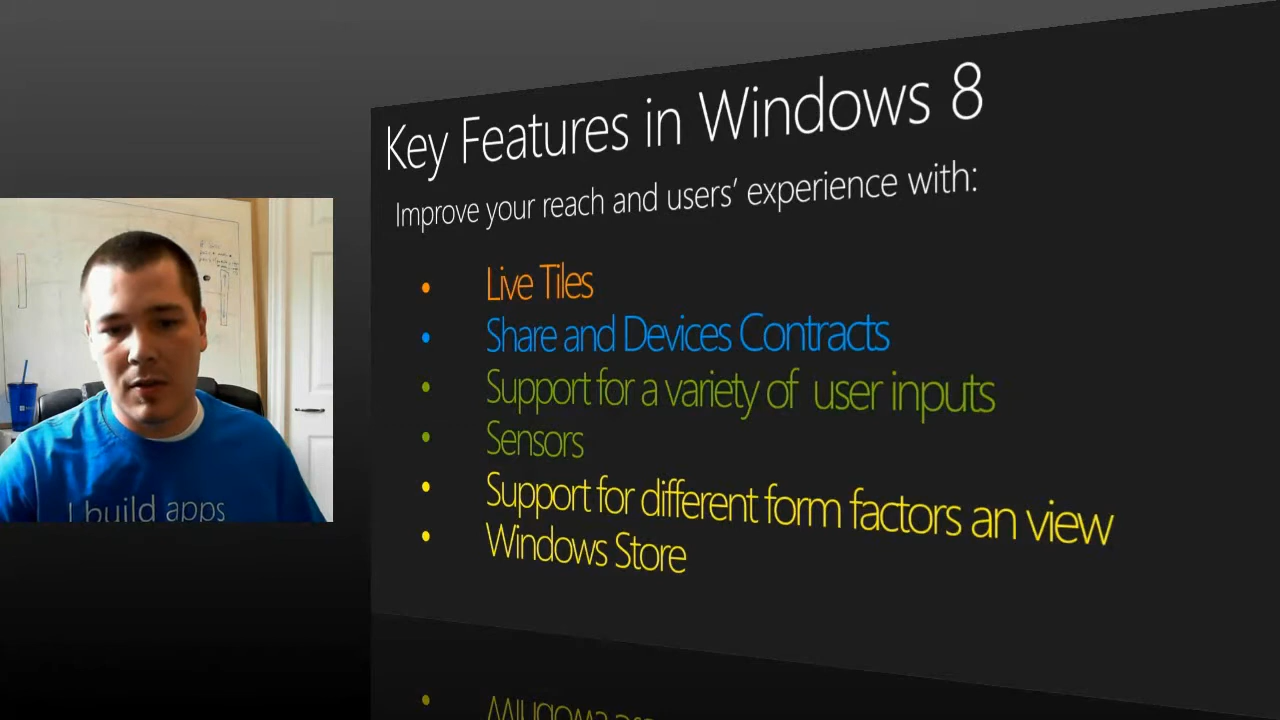 Key Features in Windows 8
Improve your reach and users’ experience with:
• Live Tiles
• Share and Devices Contracts
• Support for a variety of user inputs
• Sensors
• Support for different form factors an view
• Windows Store
I build apps